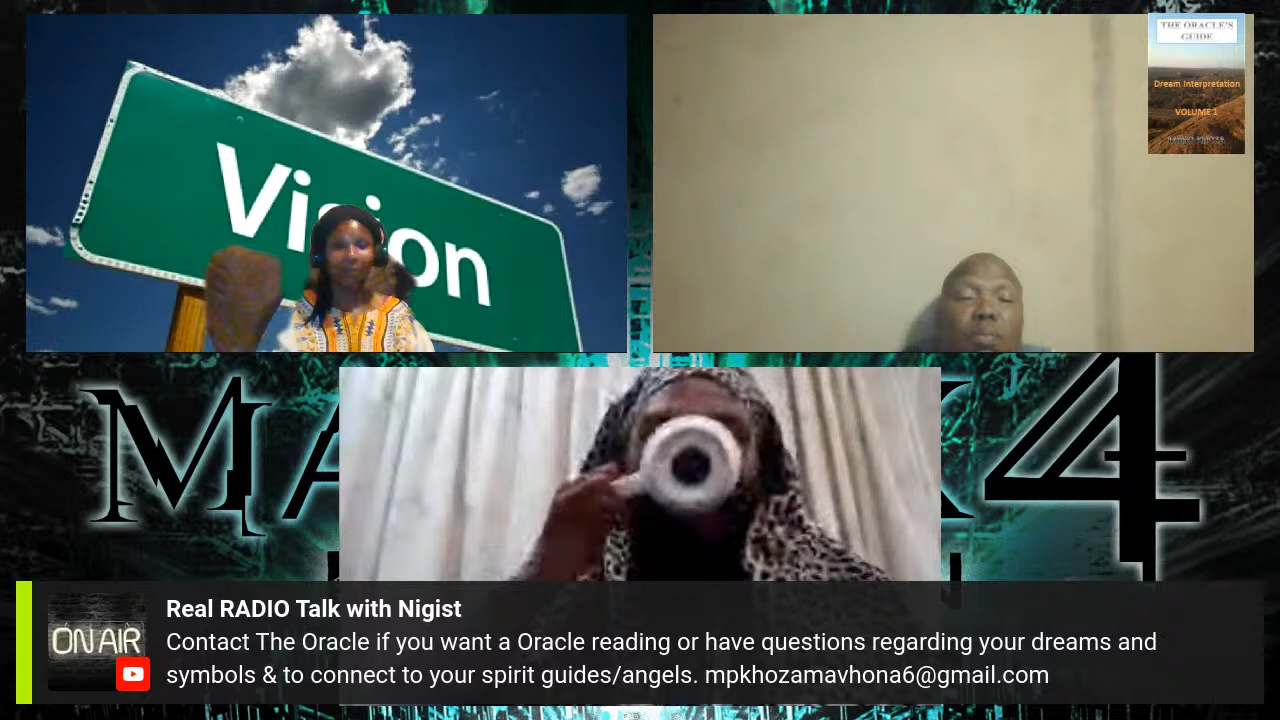 Vision
THE ORACLE'S
GUIDE
Dream Interpretation
VOLUME 1
4
ON AIR
Real RADIO Talk with Nigist
Contact The Oracle if you want a Oracle reading or have questions regarding your dreams and
symbols & to connect to your spirit guides/angels. mpkhozamavhona6@gmail.com